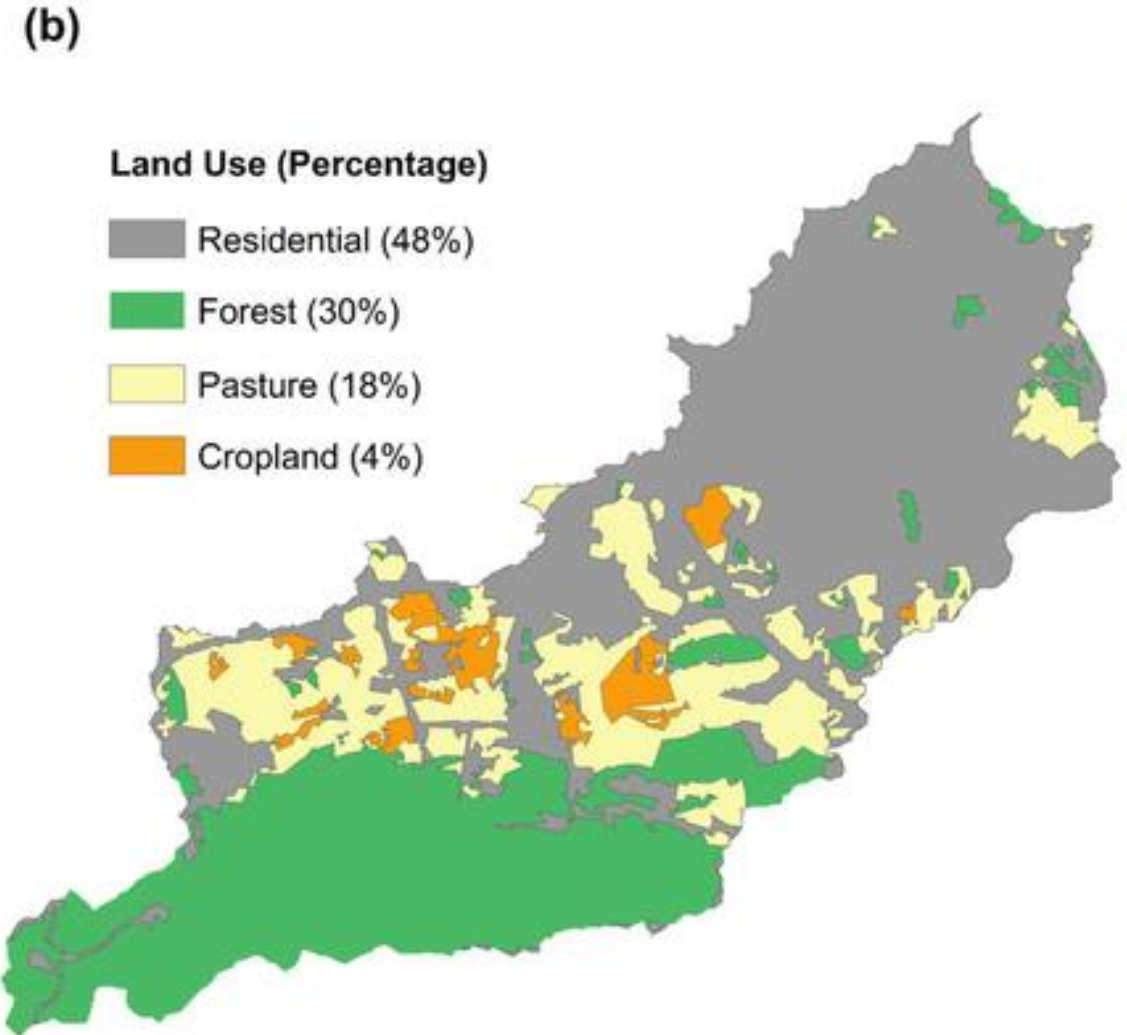 (b)
Land Use (Percentage)
Residential (48%)
Forest (30%)
Pasture (18%)
Cropland (4%)